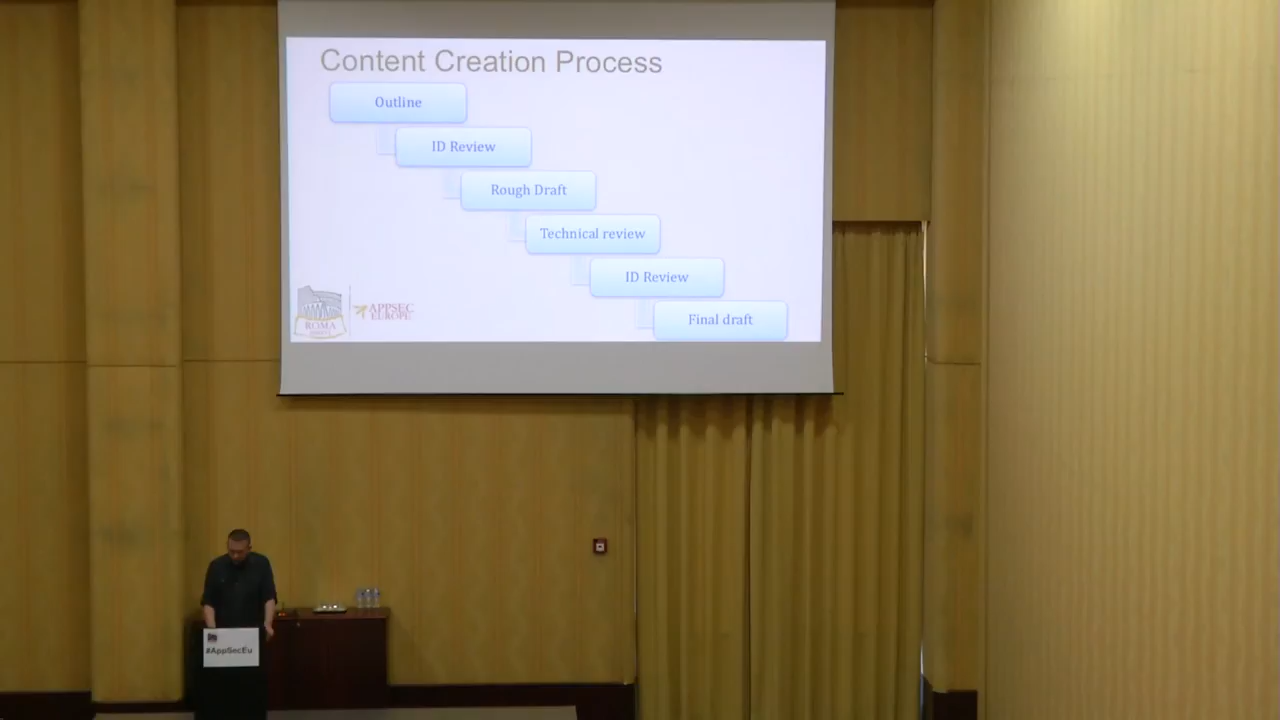 Content Creation Process
Outline
ID Review
Rough Draft
Technical review
ID Review
Final draft
ROMA
APPSEC
EUROPE
#AppSecEu